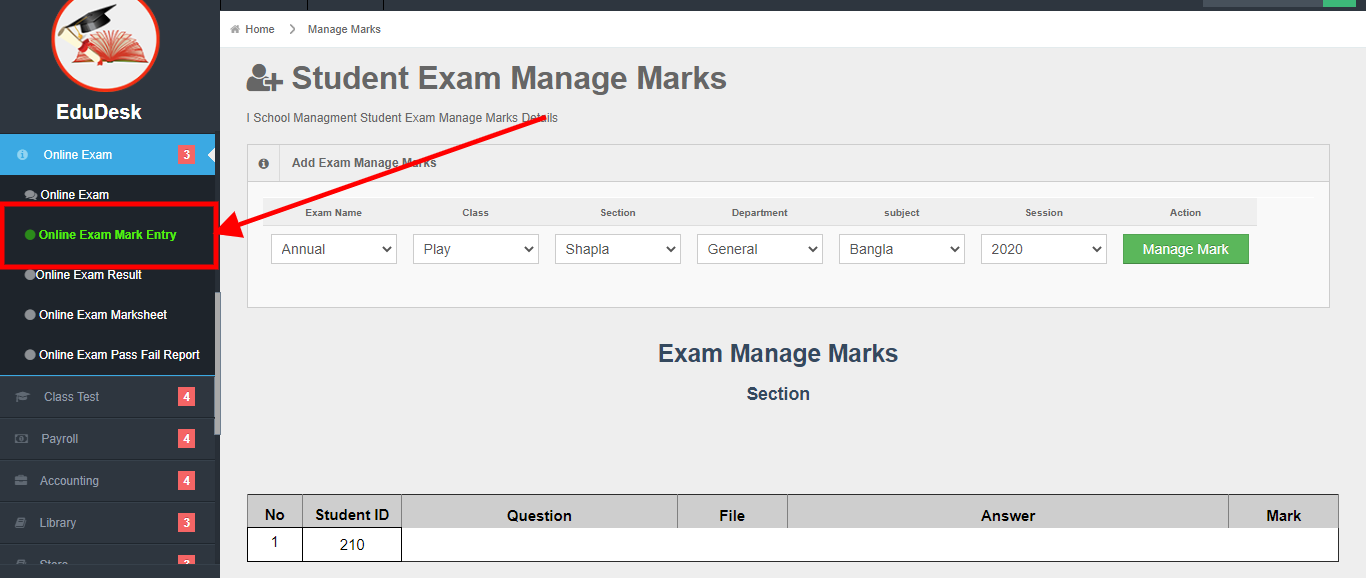 EduDesk
Online Exam 3
Online Exam
Online Exam Mark Entry
Online Exam Result
Online Exam Marksheet
Online Exam Pass Fail Report
Class Test 4
Payroll 4
Accounting 4
Library 3
Store 3
Home > Manage Marks
Student Exam Manage Marks
I School Managment Student Exam Manage Marks Details
Add Exam Manage Marks
Exam Name Class Section Department subject Session Action
Annual Play Shapla General Bangla 2020 Manage Mark
Exam Manage Marks
Section
No Student ID Question File Answer Mark
1 210